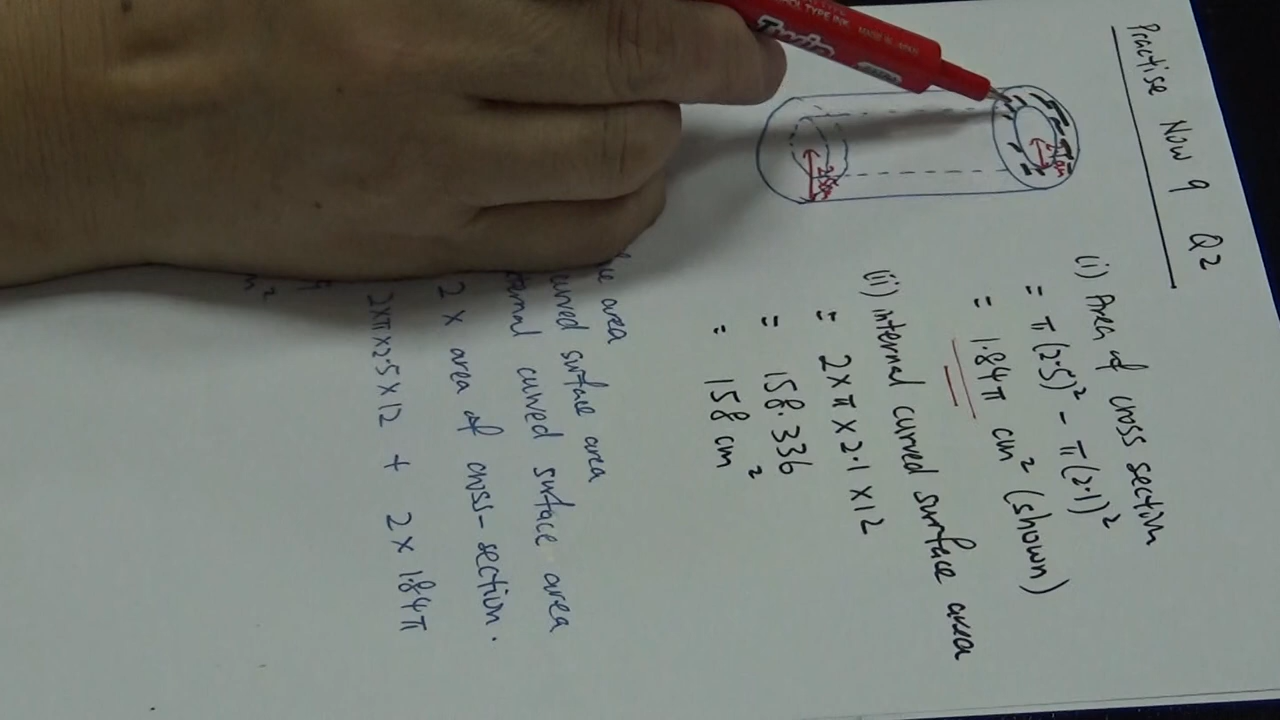 Practise Now 9 Q2
(i) Area of cross section
= π(2.5)² - π(2.1)²
= 1.84π cm² (shown)
(ii) internal curved surface area
= 2×π×2.1×12
= 158.336
= 158 cm²
area
curved surface area
curved surface area
2 × area of cross-section.
2×π×2.5×12 + 2×1.84π